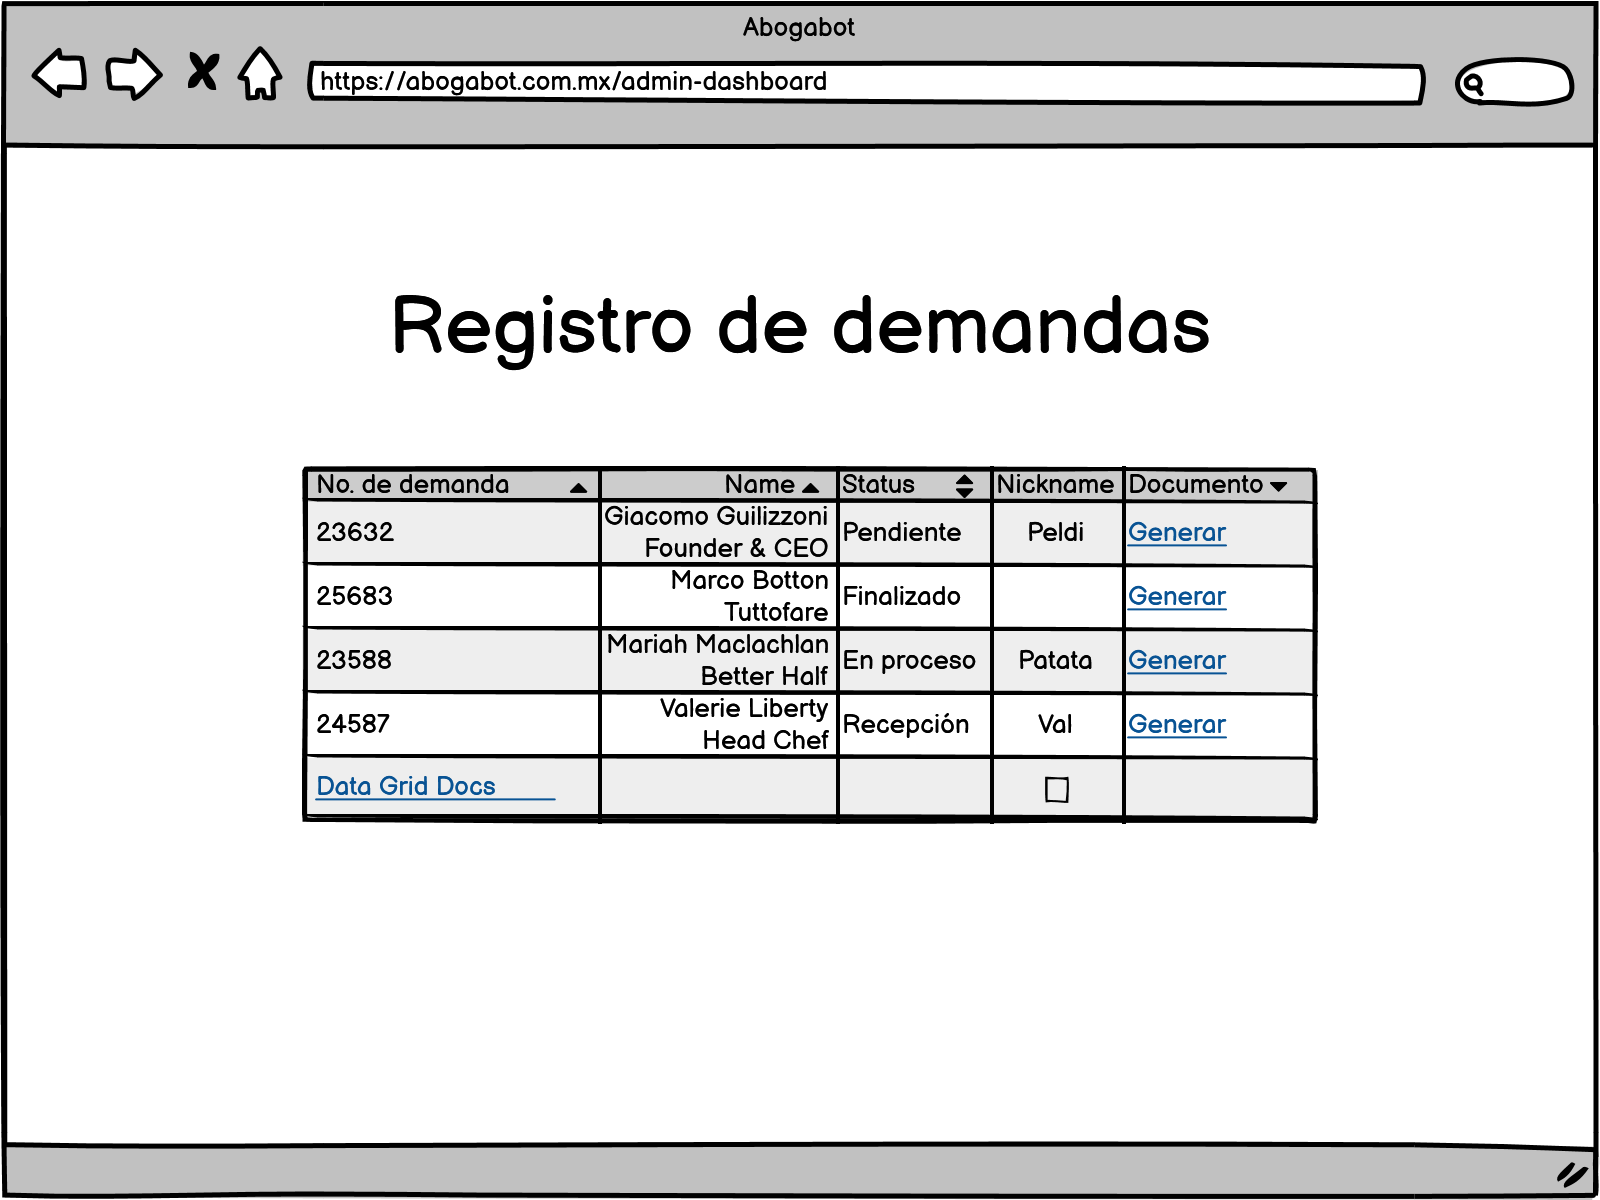 Abogabot
https://abogabot.com.mx/admin-dashboard
Registro de demandas
No. de demanda Name Status Nickname Documento
23632 Giacomo Guilizzoni Founder & CEO Pendiente Peldi Generar
25683 Marco Botton Tuttofare Finalizado Generar
23588 Mariah Maclachlan Better Half En proceso Patata Generar
24587 Valerie Liberty Head Chef Recepción Val Generar
Data Grid Docs